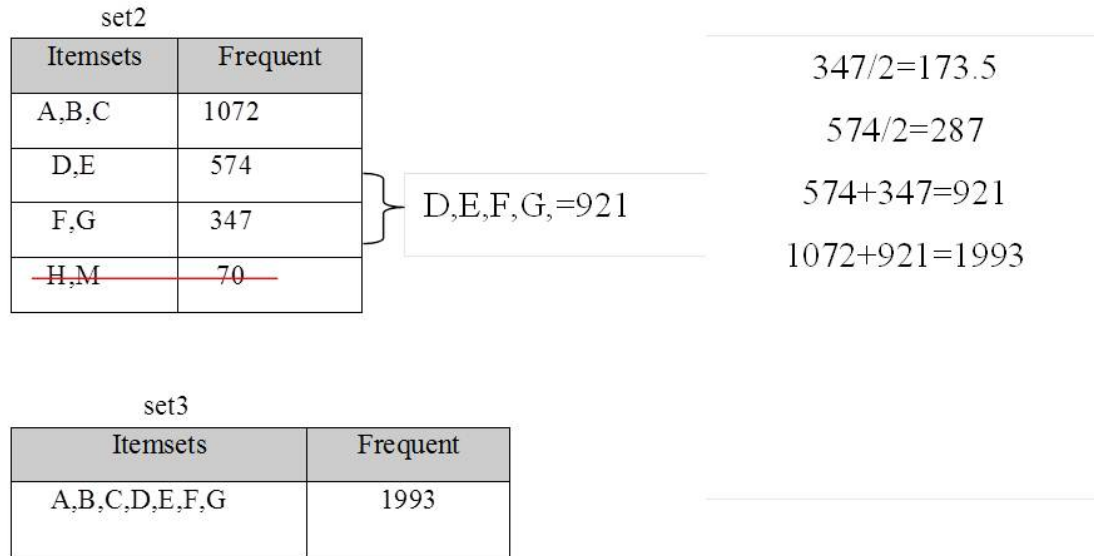 set2
Itemsets Frequent
A,B,C 1072
D,E 574
F,G 347
H,M 70
D,E,F,G,=921
347/2=173.5
574/2=287
574+347=921
1072+921=1993
set3
Itemsets Frequent
A,B,C,D,E,F,G 1993